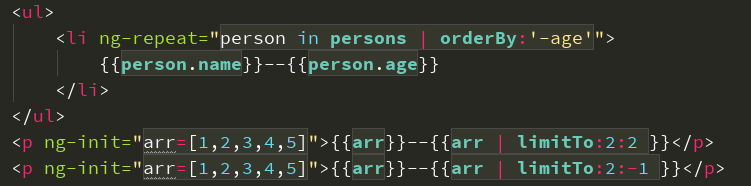 <ul>
    <li ng-repeat="person in persons | orderBy:'-age'">
        {{person.name}}--{{person.age}}
    </li>
</ul>
<p ng-init="arr=[1,2,3,4,5]">{{arr}}--{{arr | limitTo:2:2 }}</p>
<p ng-init="arr=[1,2,3,4,5]">{{arr}}--{{arr | limitTo:2:-1 }}</p>